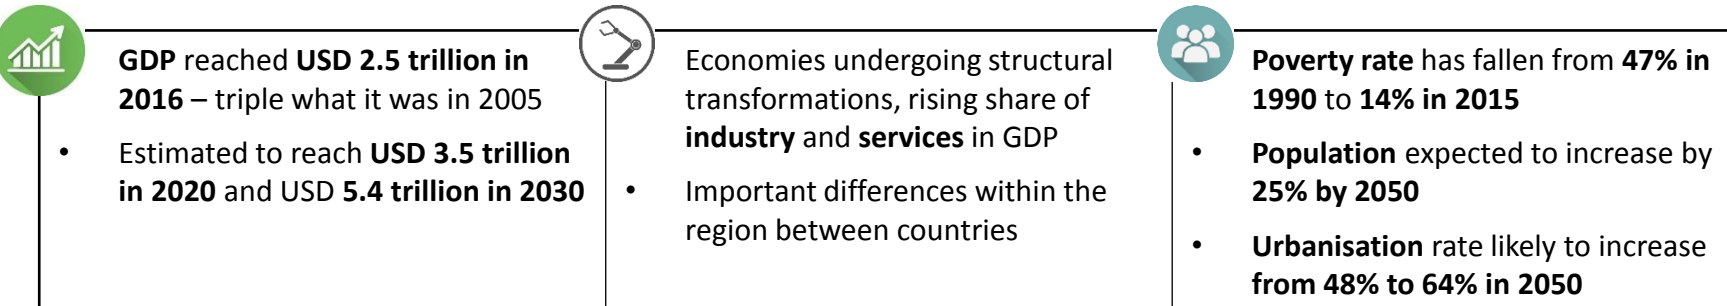 GDP reached USD 2.5 trillion in
2016 – triple what it was in 2005
• Estimated to reach USD 3.5 trillion
in 2020 and USD 5.4 trillion in 2030
Economies undergoing structural
transformations, rising share of
industry and services in GDP
• Important differences within the
region between countries
Poverty rate has fallen from 47% in
1990 to 14% in 2015
• Population expected to increase by
25% by 2050
• Urbanisation rate likely to increase
from 48% to 64% in 2050